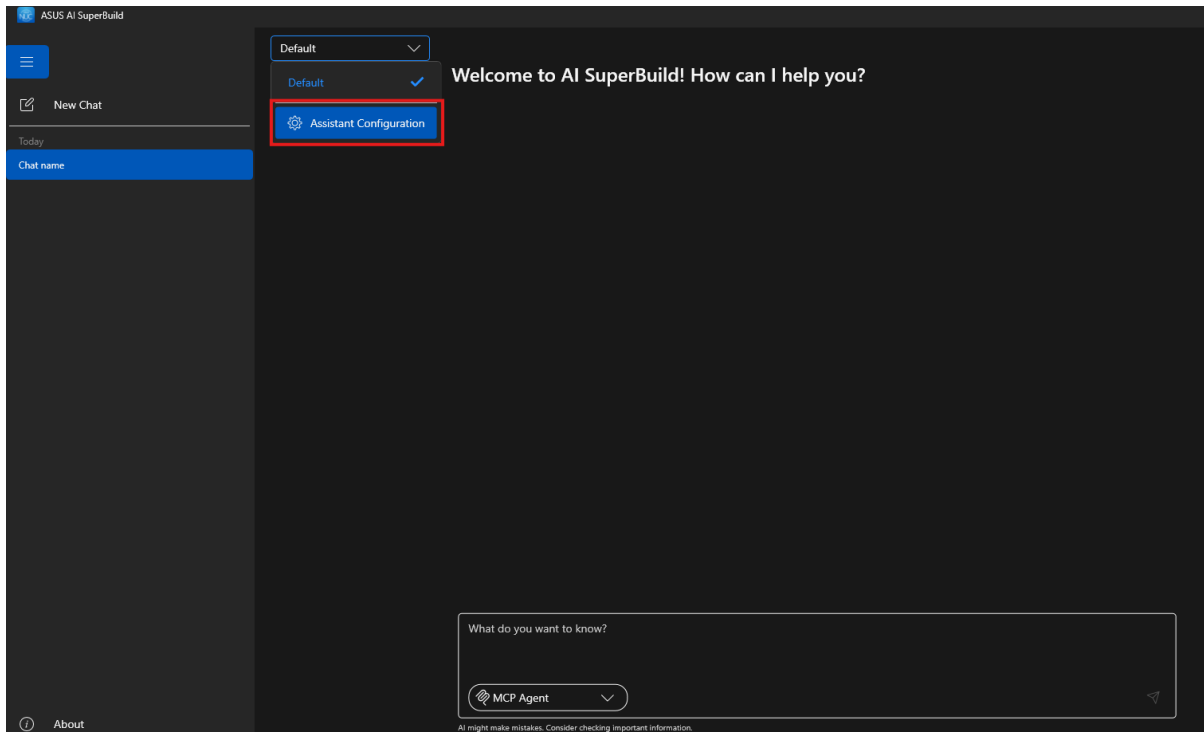 ASUS AI SuperBuild
New Chat
Today
Chat name
About
Default
Default
Assistant Configuration
Welcome to AI SuperBuild! How can I help you?
What do you want to know?
MCP Agent
AI might make mistakes. Consider checking important information.